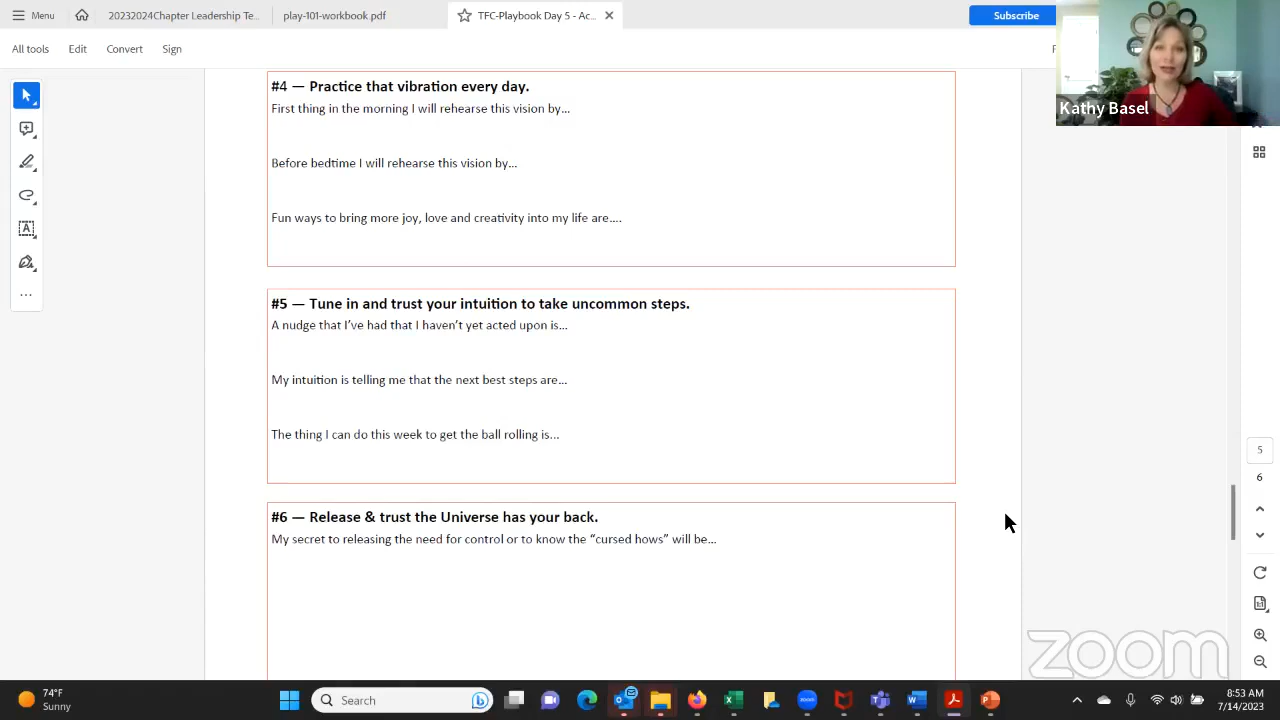 Menu
20232024Chapter Leadership Te...
play-101-workbook.pdf
TFC-Playbook Day 5 - Ac...
Subscribe
All tools
Edit
Convert
Sign
Kathy Basel
#4 — Practice that vibration every day.
First thing in the morning I will rehearse this vision by…
Before bedtime I will rehearse this vision by…
Fun ways to bring more joy, love and creativity into my life are….
#5 — Tune in and trust your intuition to take uncommon steps.
A nudge that I’ve had that I haven’t yet acted upon is…
My intuition is telling me that the next best steps are…
The thing I can do this week to get the ball rolling is…
5
6
#6 — Release & trust the Universe has your back.
My secret to releasing the need for control or to know the “cursed hows” will be…
zoom
74°F
Sunny
Search
8:53 AM
7/14/2023